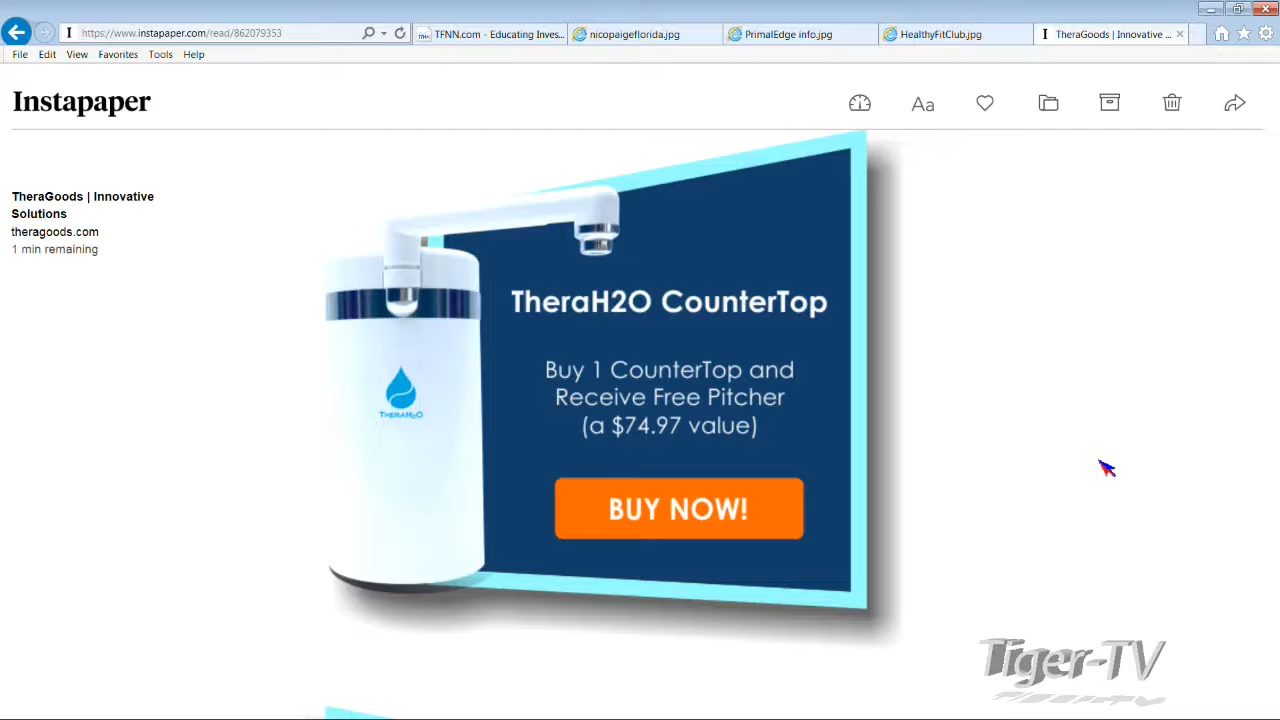 https://www.instapaper.com/read/862079353
TFNN.com - Educating Inves...
nicopaigeflorida.jpg
PrimalEdge info.jpg
HealthyFitClub.jpg
TheraGoods | Innovative ...
File Edit View Favorites Tools Help
Instapaper
Aa
TheraGoods | Innovative
Solutions
theragoods.com
1 min remaining
TheraH2O CounterTop
Buy 1 CounterTop and
Receive Free Pitcher
(a $74.97 value)
BUY NOW!
THERAH2O
Tiger-TV